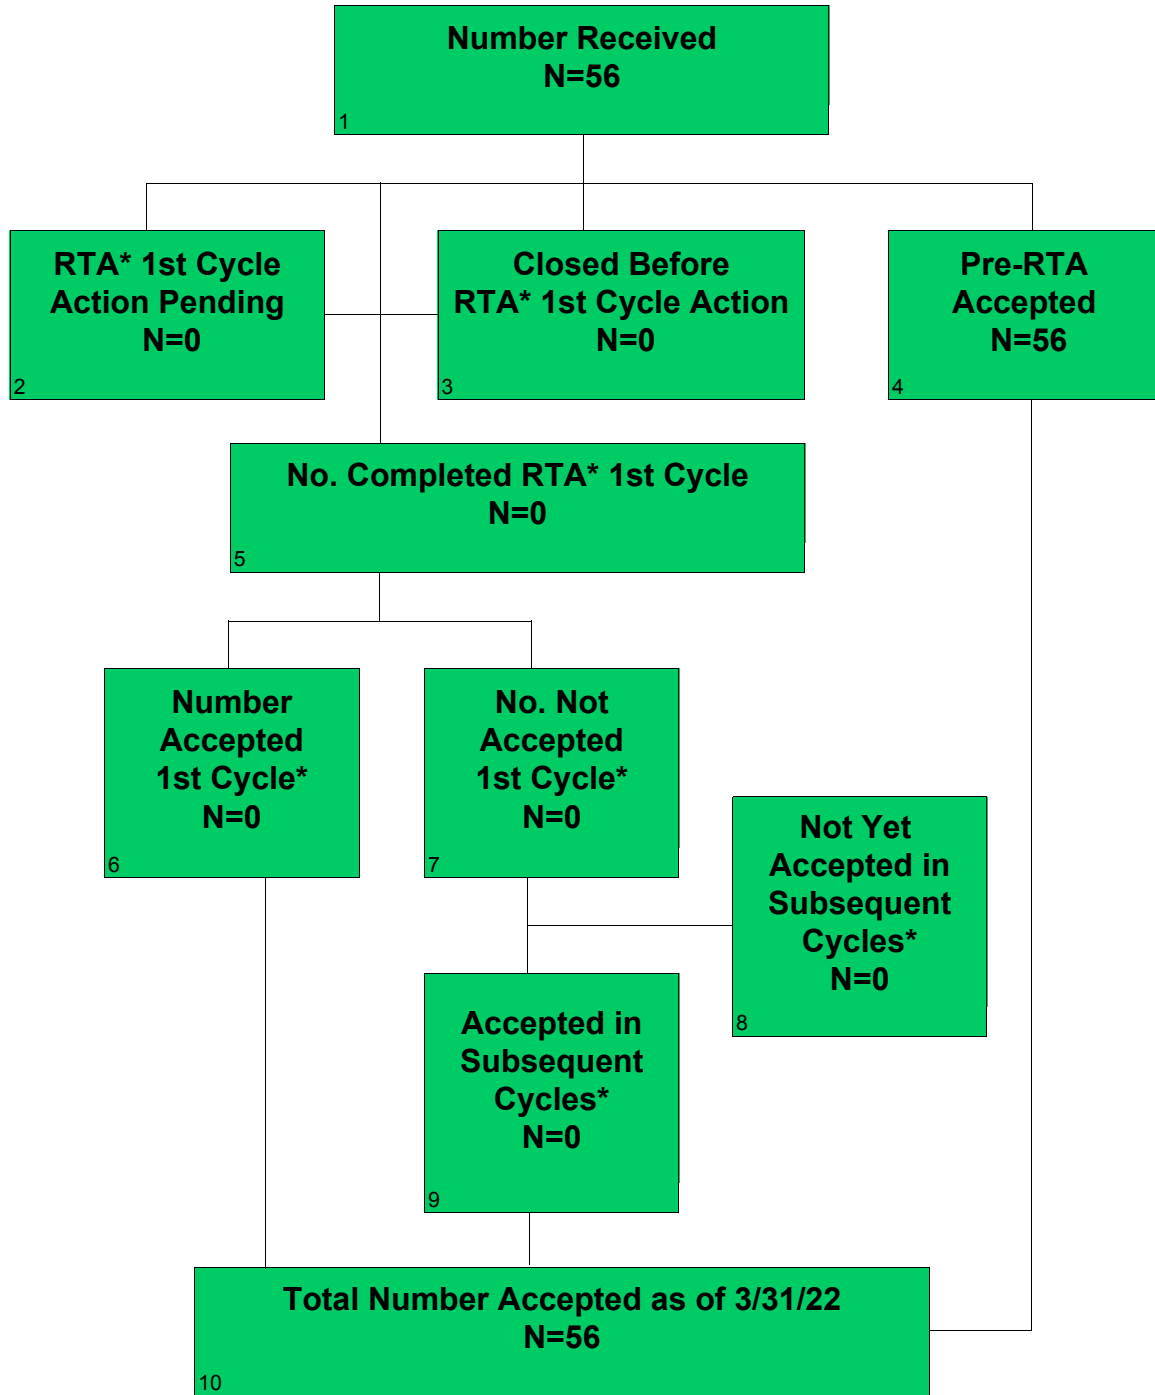 Number Received
N=56
1
RTA* 1st Cycle
Action Pending
N=0
2
Closed Before
RTA* 1st Cycle Action
N=0
3
Pre-RTA
Accepted
N=56
4
No. Completed RTA* 1st Cycle
N=0
5
Number
Accepted
1st Cycle*
N=0
6
No. Not
Accepted
1st Cycle*
N=0
7
Not Yet
Accepted in
Subsequent
Cycles*
N=0
8
Accepted in
Subsequent
Cycles*
N=0
9
Total Number Accepted as of 3/31/22
N=56
10